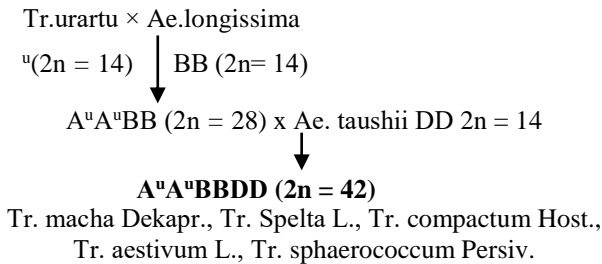 Tr.urartu × Ae.longissima
ᵘ(2n = 14) BB (2n= 14)
AᵘAᵘBB (2n = 28) x Ae. taushii DD 2n = 14
AᵘAᵘBBDD (2n = 42)
Tr. macha Dekapr., Tr. Spelta L., Tr. compactum Host.,
Tr. aestivum L., Tr. sphaerococcum Persiv.